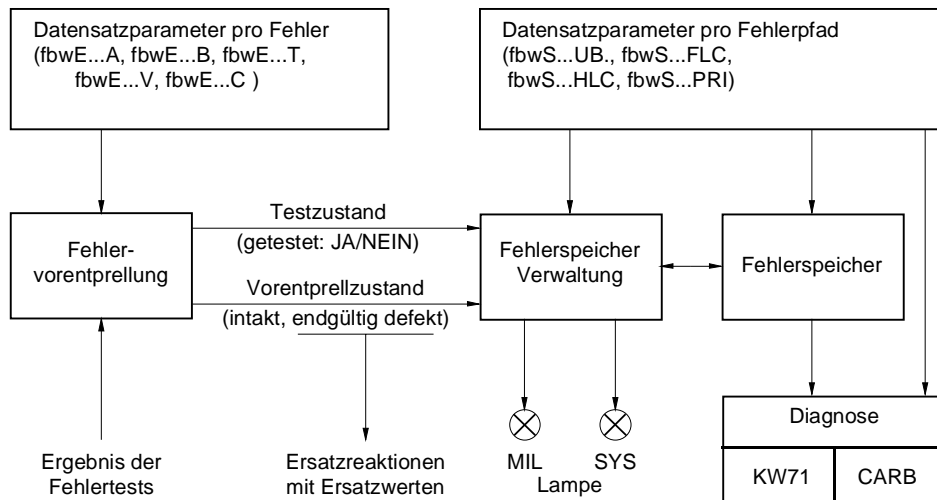 Datensatzparameter pro Fehler
(fbwE...A, fbwE...B, fbwE...T,
fbwE...V, fbwE...C )
Datensatzparameter pro Fehlerpfad
(fbwS...UB., fbwS...FLC,
fbwS...HLC, fbwS...PRI)
Fehler-
vorentprellung
Testzustand
(getestet: JA/NEIN)
Vorentprellzustand
(intakt, endgültig defekt)
Fehlerspeicher
Verwaltung
Fehlerspeicher
Ergebnis der
Fehlertests
Ersatzreaktionen
mit Ersatzwerten
MIL
SYS
Lampe
Diagnose
KW71
CARB